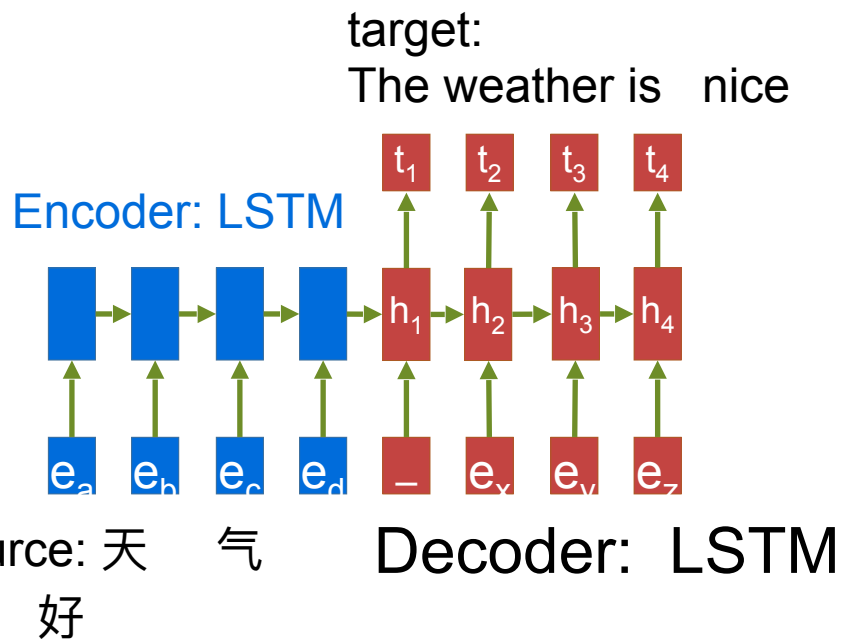 target:
The weather is nice
t1 t2 t3 t4
Encoder: LSTM
h1 h2 h3 h4
ea eb ec ed _ ex ey ez
urce: 天 气
好
Decoder: LSTM